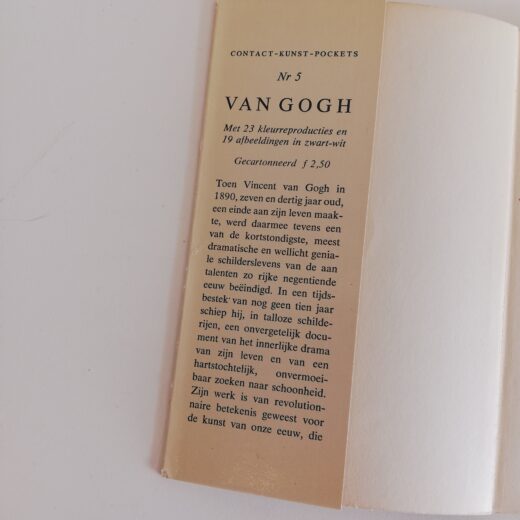 CONTACT-KUNST-POCKETS
Nr 5
VAN GOGH
Met 23 kleurreproducties en
19 afbeeldingen in zwart-wit
Gecartonneerd f 2,50
Toen Vincent van Gogh in
1890, zeven en dertig jaar oud,
een einde aan zijn leven maak-
te, werd daarmee tevens een
van de kortstondigste, meest
dramatische en wellicht genia-
le schilderslevens van de aan
talenten zo rijke negentiende
eeuw beëindigd. In een tijds-
bestek van nog geen tien jaar
schiep hij, in talloze schilde-
rijen, een onvergetelijk docu-
ment van het innerlijke drama
van zijn leven en van een
hartstochtelijk, onvermoei-
baar zoeken naar schoonheid.
Zijn werk is van revolution-
naire betekenis geweest voor
de kunst van onze eeuw, die